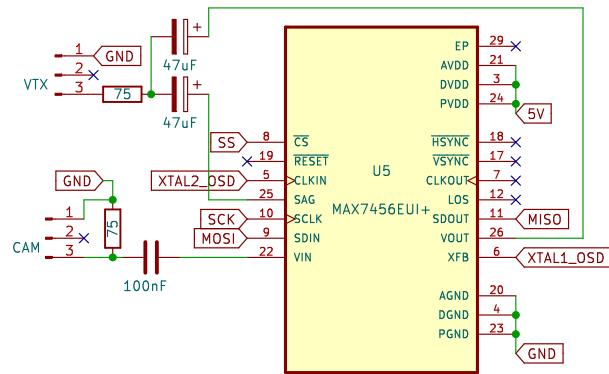 VTX
1
2
3
GND
75
47uF
47uF
+
+
GND
CAM
1
2
3
75
100nF
SS
XTAL2_OSD
SCK
MOSI
8
19
5
25
10
9
22
CS
RESET
CLKIN
SAG
SCLK
SDIN
VIN
U5
MAX7456EUI+
EP
AVDD
DVDD
PVDD
HSYNC
VSYNC
CLKOUT
LOS
SDOUT
VOUT
XFB
AGND
DGND
PGND
29
21
3
24
18
17
7
12
11
26
6
20
4
23
5V
MISO
XTAL1_OSD
GND